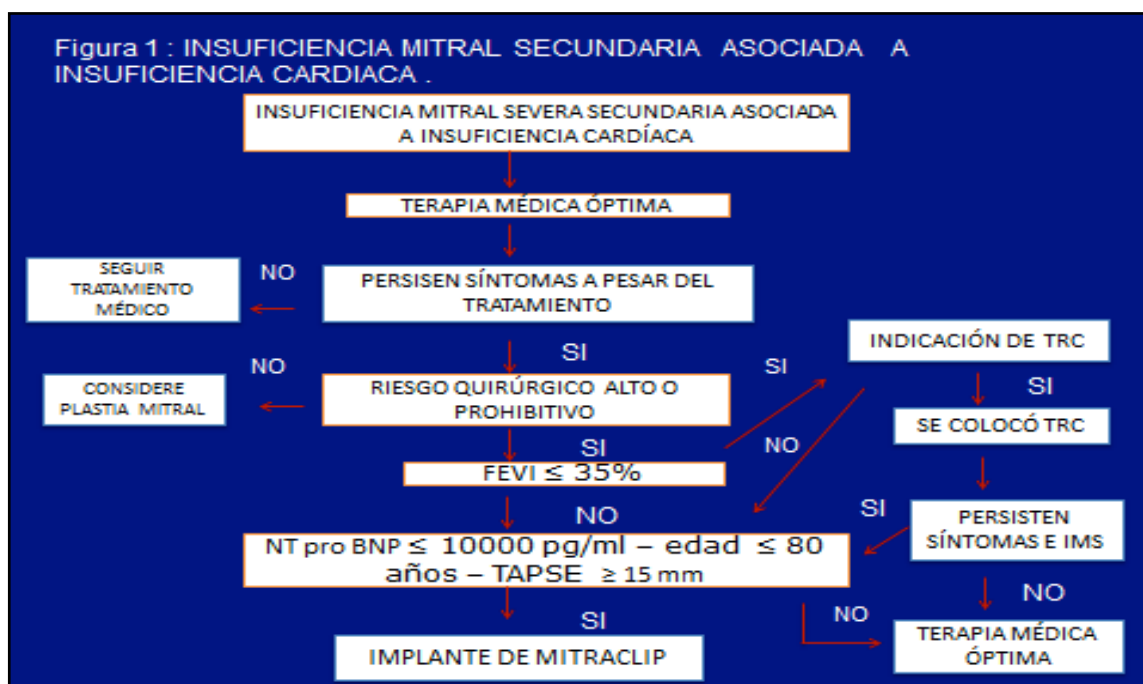 Figura 1 : INSUFICIENCIA MITRAL SECUNDARIA ASOCIADA A
INSUFICIENCIA CARDIACA .
INSUFICIENCIA MITRAL SEVERA SECUNDARIA ASOCIADA
A INSUFICIENCIA CARDÍACA
TERAPIA MÉDICA ÓPTIMA
SEGUIR
TRATAMIENTO
MÉDICO
NO
PERSISEN SÍNTOMAS A PESAR DEL
TRATAMIENTO
SI
CONSIDERE
PLASTIA MITRAL
NO
RIESGO QUIRÚRGICO ALTO O
PROHIBITIVO
SI
FEVI ≤ 35%
SI
INDICACIÓN DE TRC
SI
SE COLOCÓ TRC
NO
NO
PERSISTEN
SÍNTOMAS E IMS
SI
NT pro BNP ≤ 10000 pg/ml – edad ≤ 80
años – TAPSE ≥ 15 mm
NO
NO
TERAPIA MÉDICA
ÓPTIMA
SI
IMPLANTE DE MITRACLIP